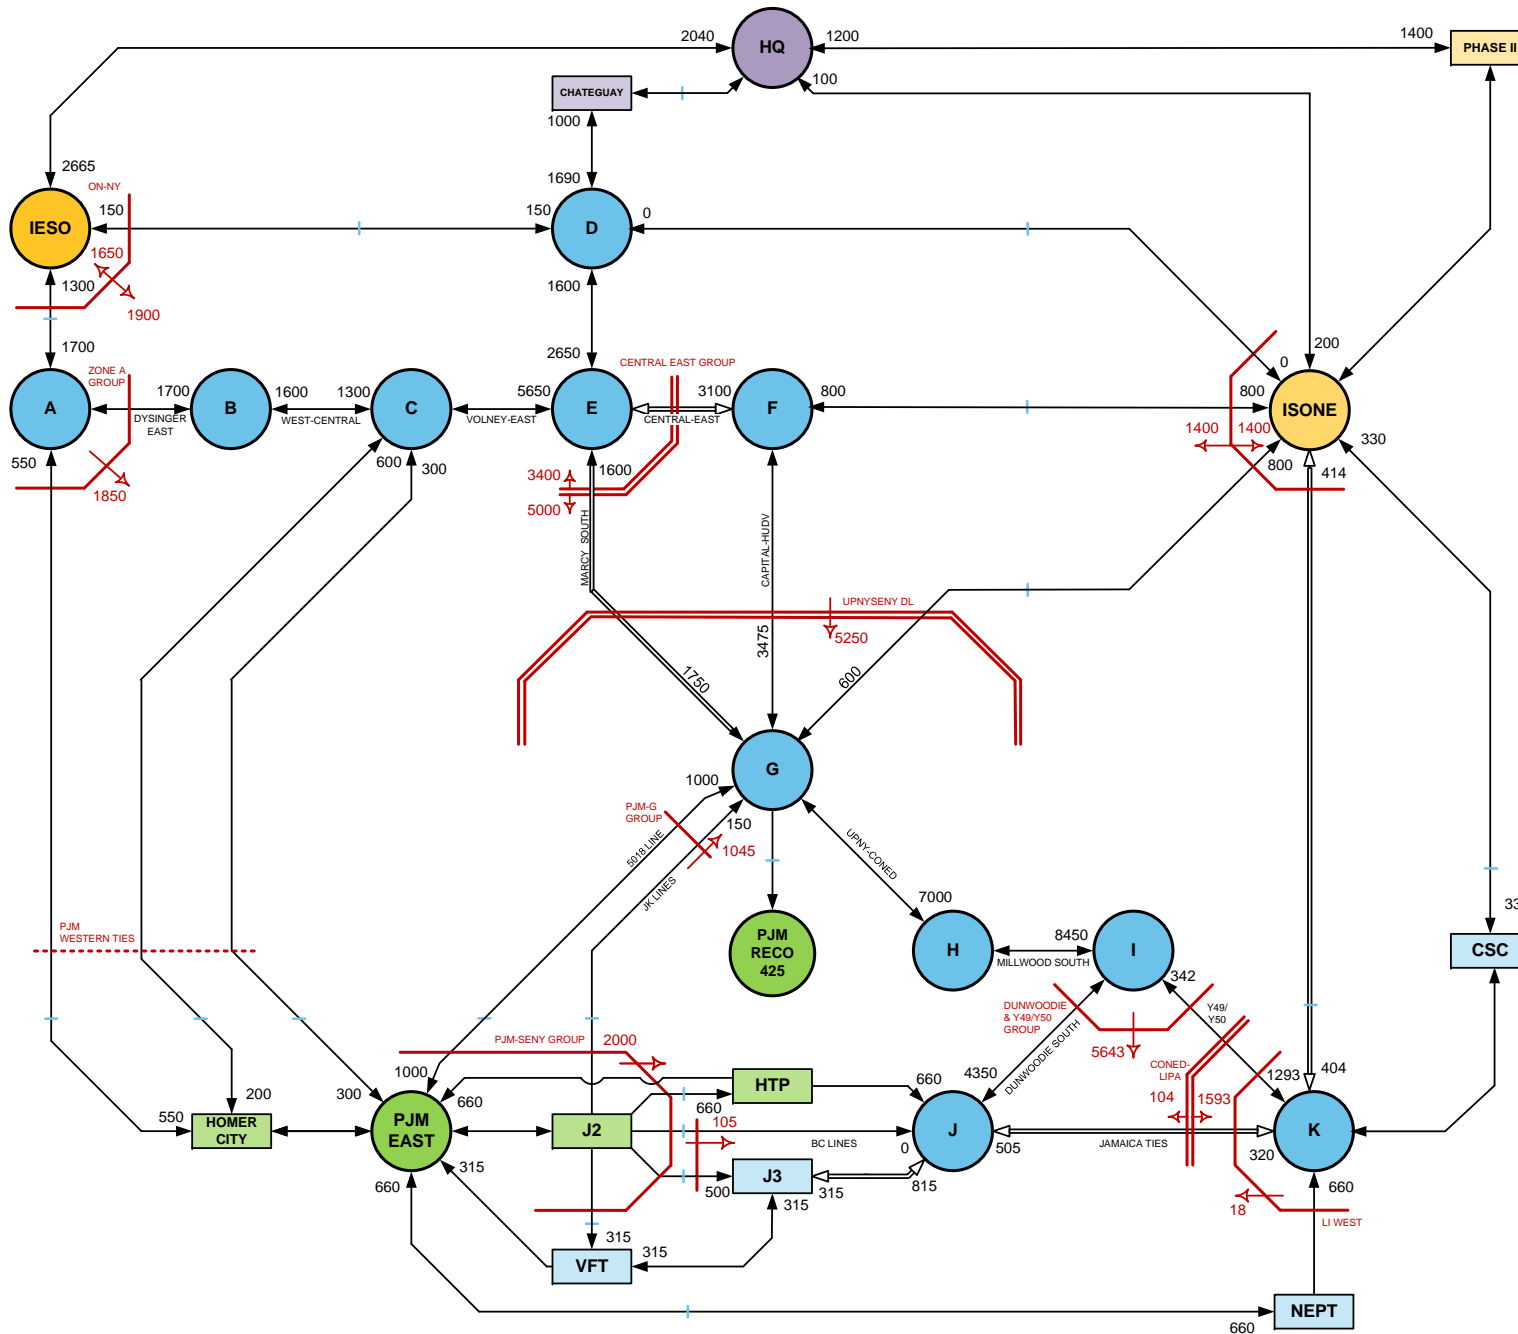 2040
HQ
1200
1400
PHASE II
100
CHATEGUAY
1000
2665
ON-NY
1690
150
150
0
IESO
D
1650
1300
1600
1900
1700
2650
200
0
ZONE A
GROUP
CENTRAL EAST GROUP
1700
1600
1300
5650
3100
800
800
A
B
C
E
F
ISONE
DYSINGER
EAST
WEST-CENTRAL
VOLNEY-EAST
CENTRAL-EAST
1400
1400
330
550
600
300
1600
800
414
1850
3400
5000
MARCY SOUTH
CAPITAL-HUDV
UPNYSENY DL
5250
3475
1750
600
G
1000
PJM-G
GROUP
150
5018 LINE
1045
JK LINES
UPNY-CONED
7000
PJM
WESTERN TIES
PJM
RECO
425
H
8450
MILLWOOD SOUTH
I
342
33
CSC
DUNWOODIE
& Y49/Y50
GROUP
Y49/
Y50
PJM-SENY GROUP
2000
5643
DUNWOODIE SOUTH
CONED-
LIPA
1000
300
660
HTP
660
660
4350
1293
404
200
104
1593
550
HOMER
CITY
PJM
EAST
J2
105
BC LINES
J
0
505
JAMAICA TIES
320
K
315
660
500
J3
315
315
815
660
18
LI WEST
315
315
VFT
NEPT
660